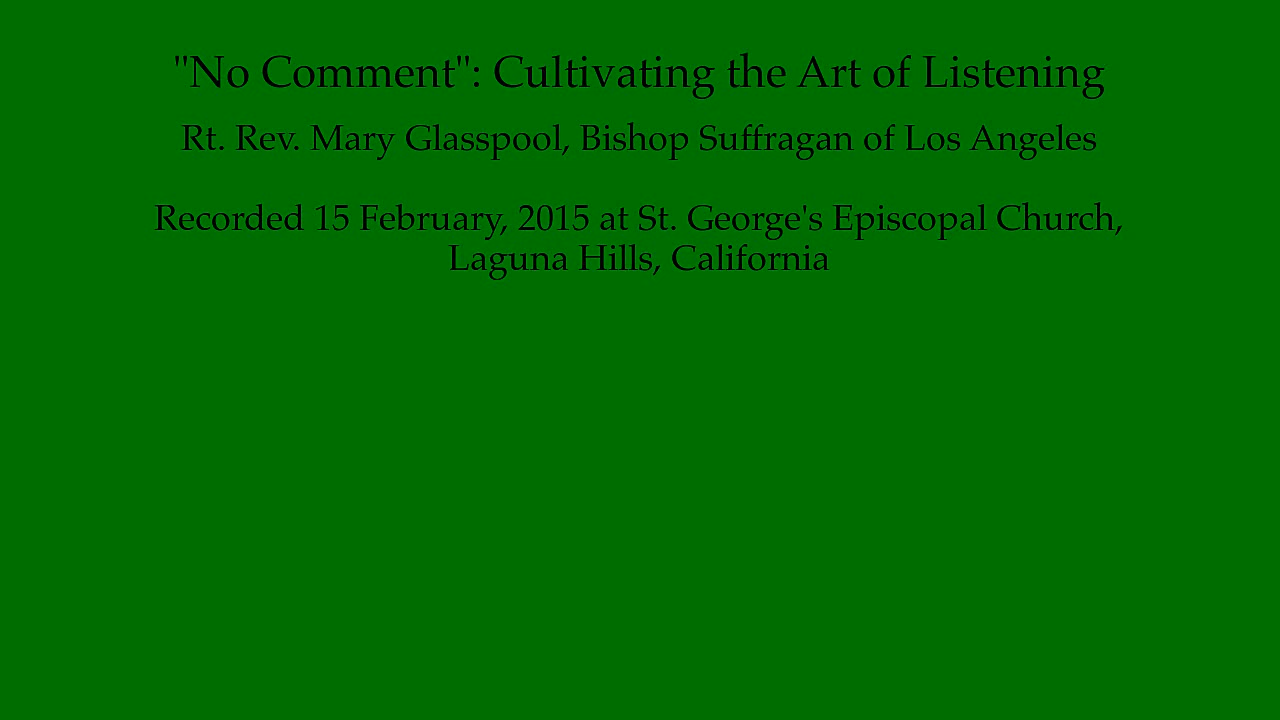 "No Comment": Cultivating the Art of Listening
Rt. Rev. Mary Glasspool, Bishop Suffragan of Los Angeles
Recorded 15 February, 2015 at St. George's Episcopal Church,
Laguna Hills, California